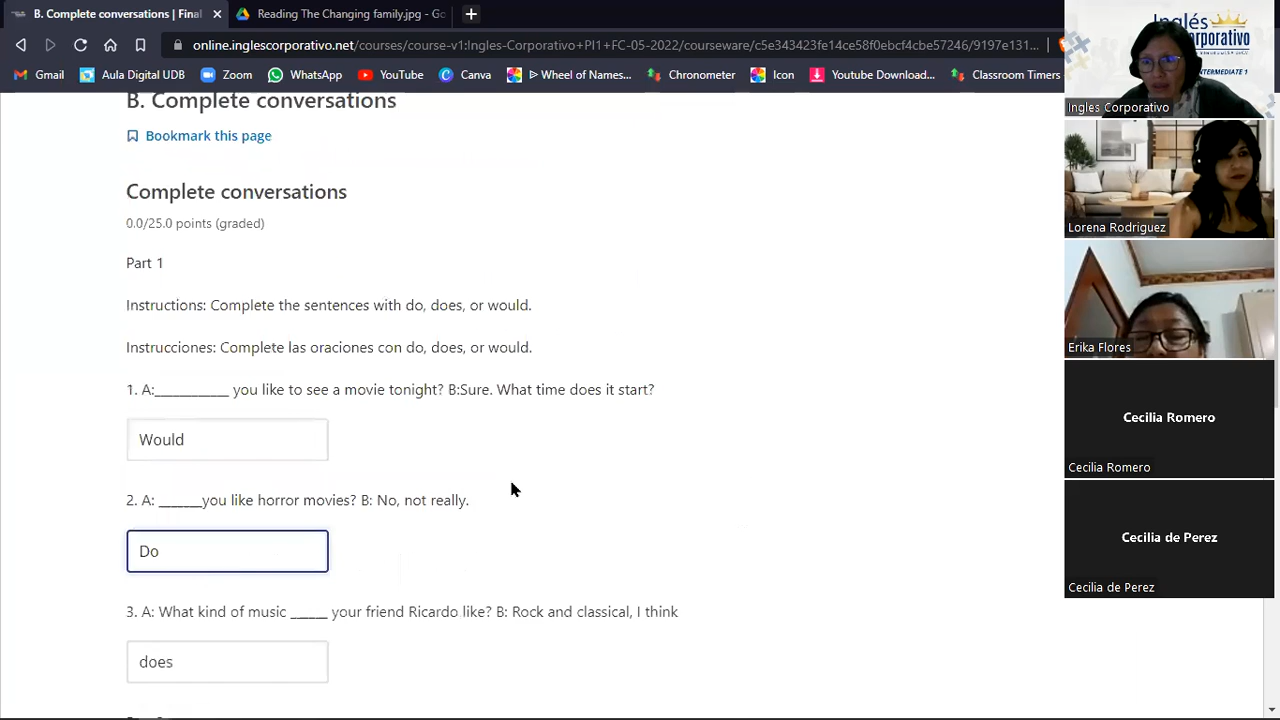 B. Complete conversations | Final
Reading The Changing family.jpg - Go
online.inglescorporativo.net/courses/course-v1:Ingles-Corporativo+PI1+FC-05-2022/courseware/c5e343423fe14ce58f0ebcf4cbe57246/9197e131...
Gmail
Aula Digital UDB
Zoom
WhatsApp
YouTube
Canva
Wheel of Names...
Chronometer
Icon
Youtube Download...
Classroom Timers
B. Complete conversations
Bookmark this page
Complete conversations
0.0/25.0 points (graded)
Part 1
Instructions: Complete the sentences with do, does, or would.
Instrucciones: Complete las oraciones con do, does, or would.
1. A:___________ you like to see a movie tonight? B:Sure. What time does it start?
Would
2. A: ______you like horror movies? B: No, not really.
Do
3. A: What kind of music _____ your friend Ricardo like? B: Rock and classical, I think
does
Inglés
Ingles Corporativo
Lorena Rodriguez
Erika Flores
Cecilia Romero
Cecilia Romero
Cecilia de Perez
Cecilia de Perez